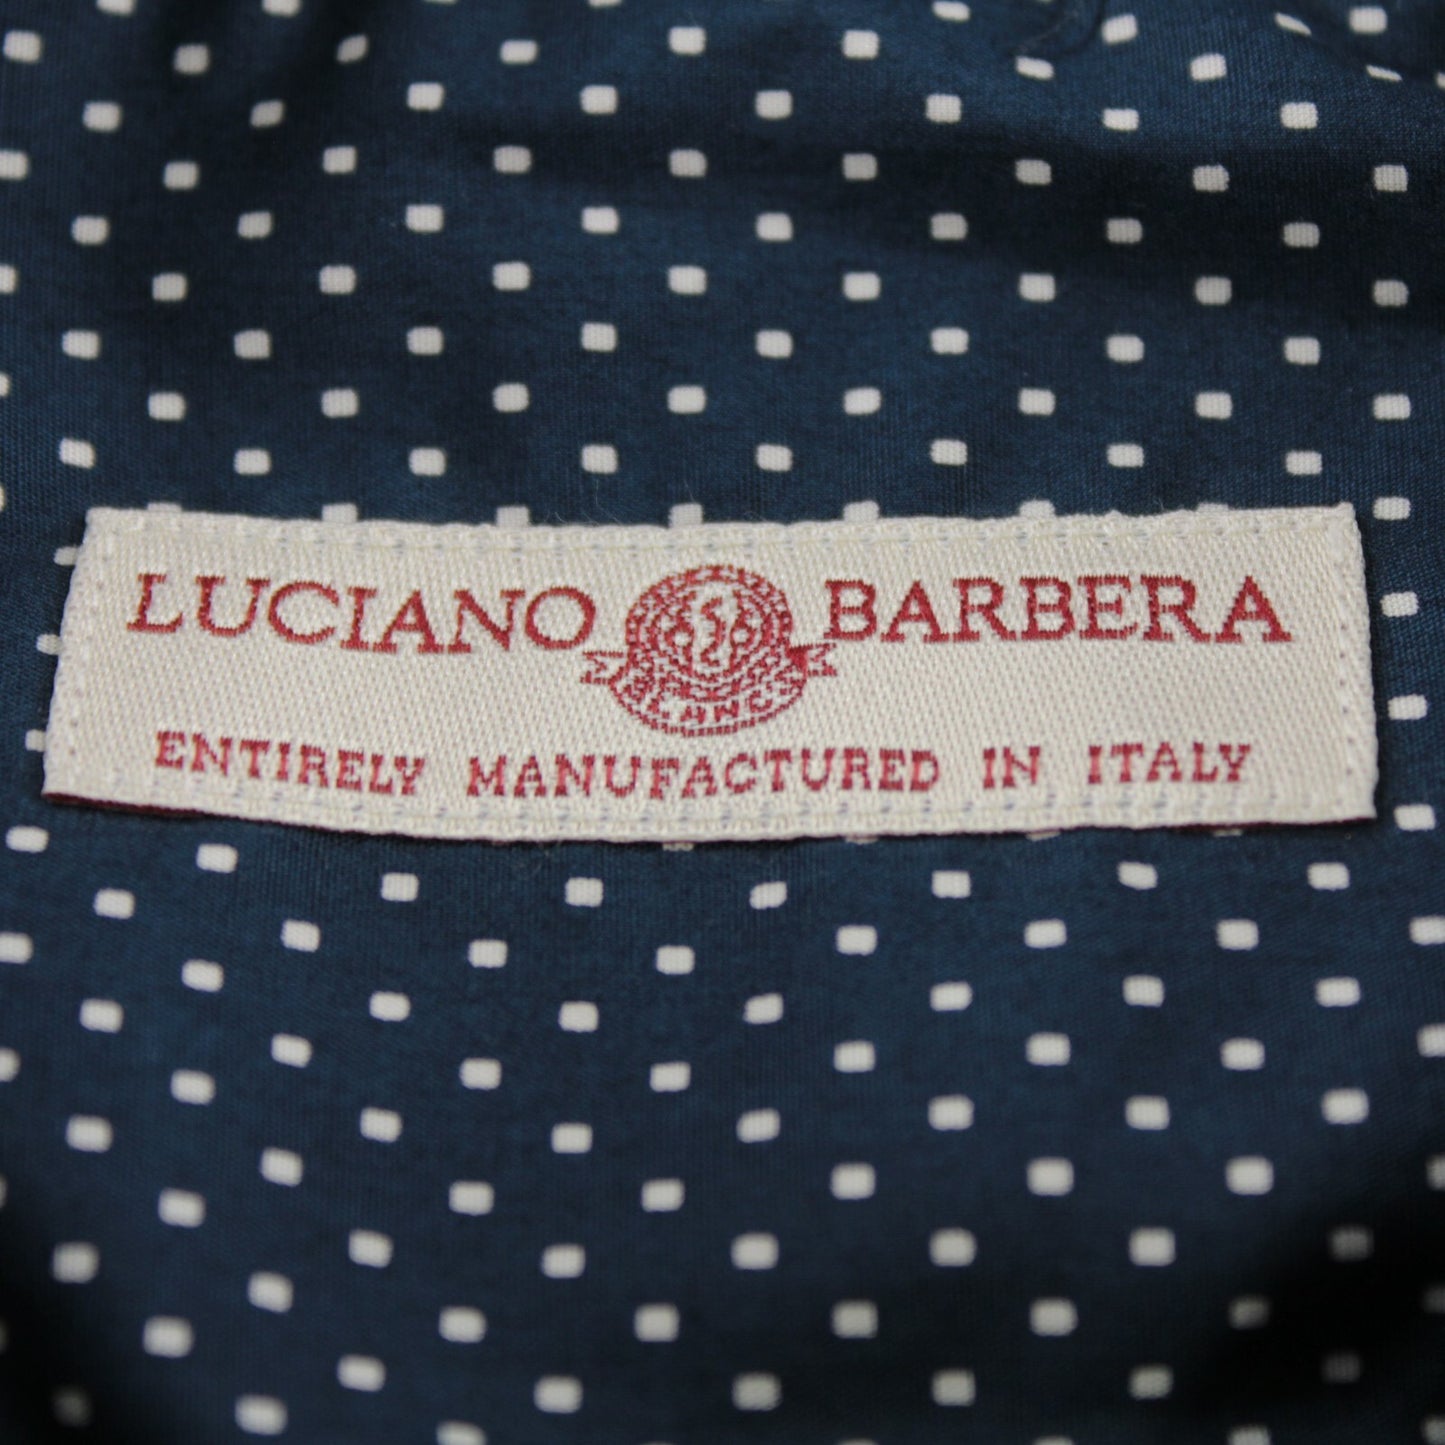 LUCIANO BARBERA
ENTIRELY MANUFACTURED IN ITALY